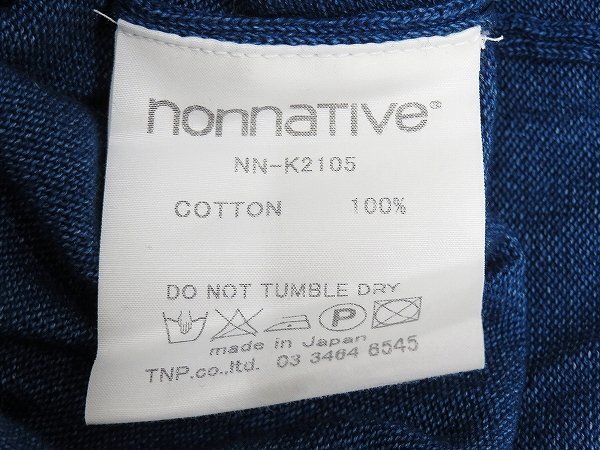 nonnative®
NN-K2105
COTTON 100%
DO NOT TUMBLE DRY
P
made in Japan
TNP.co.,ltd. 03 3464 6545